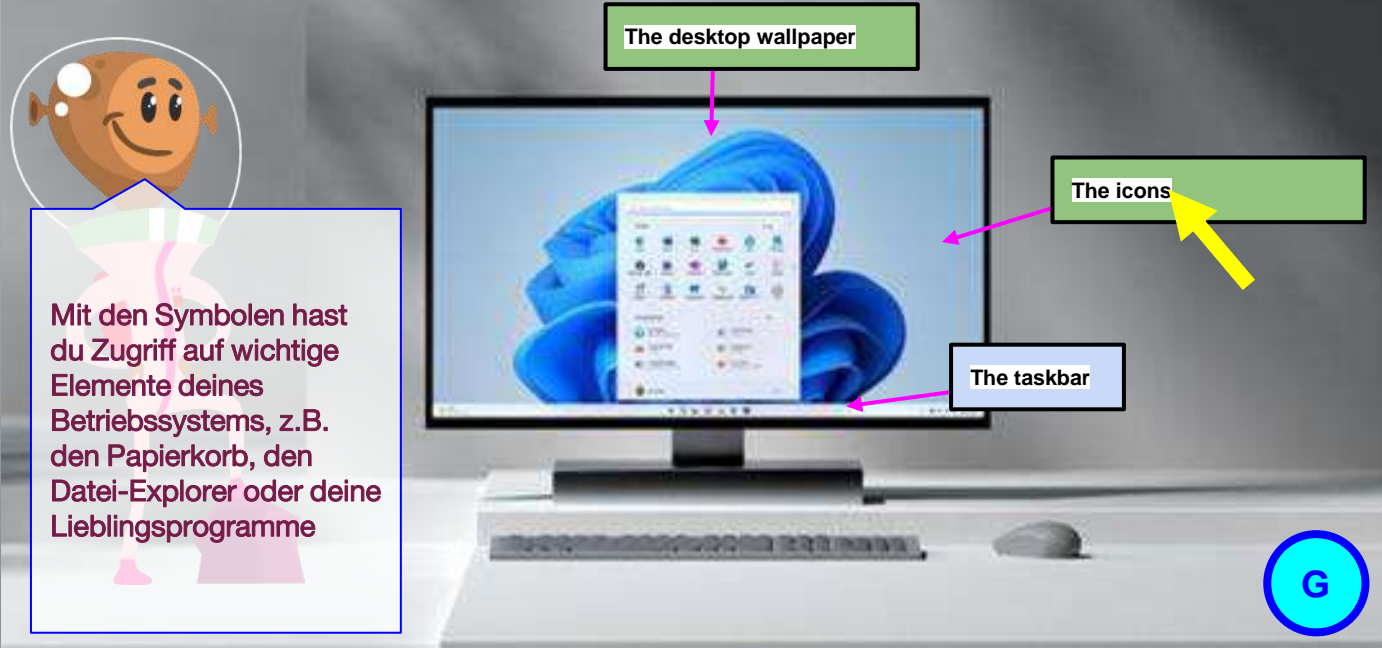 The desktop wallpaper
The icons
The taskbar
Mit den Symbolen hast
du Zugriff auf wichtige
Elemente deines
Betriebssystems, z.B.
den Papierkorb, den
Datei-Explorer oder deine
Lieblingsprogramme
G